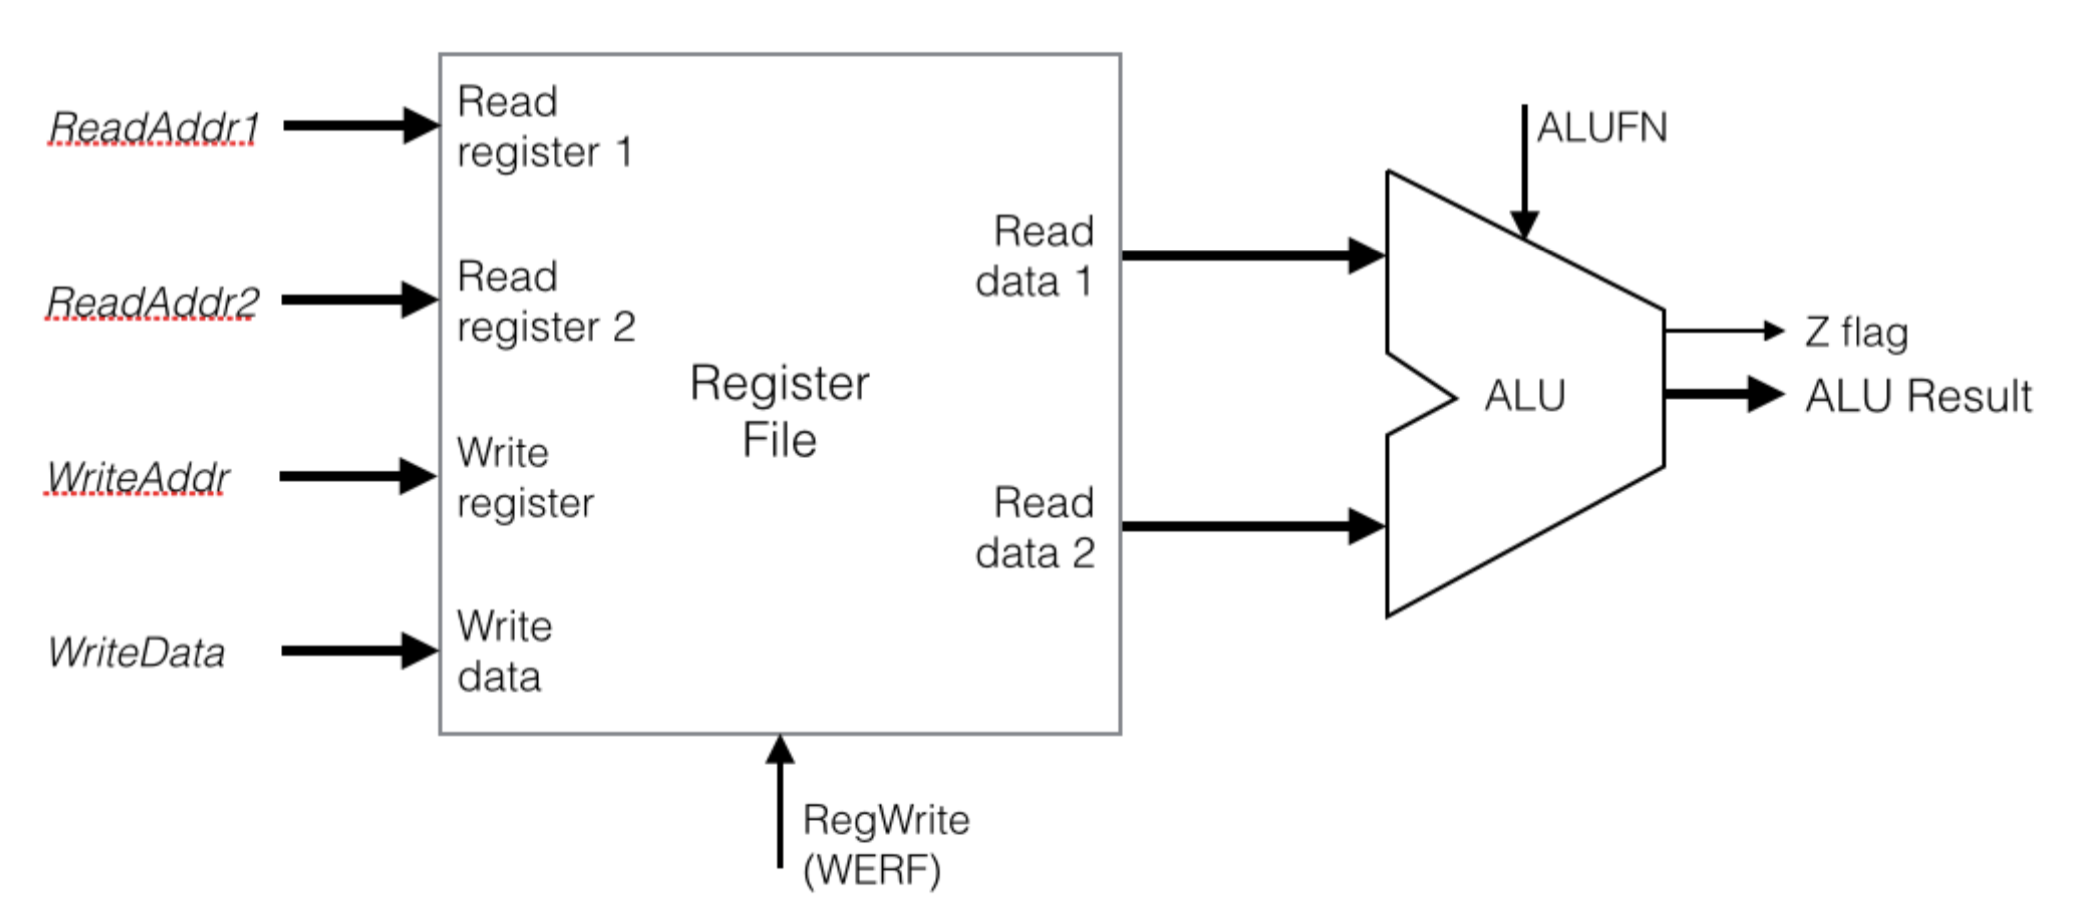 ReadAddr1
Read
register 1
ReadAddr2
Read
register 2
WriteAddr
Write
register
WriteData
Write
data
Register
File
Read
data 1
Read
data 2
RegWrite
(WERF)
ALUFN
ALU
Z flag
ALU Result